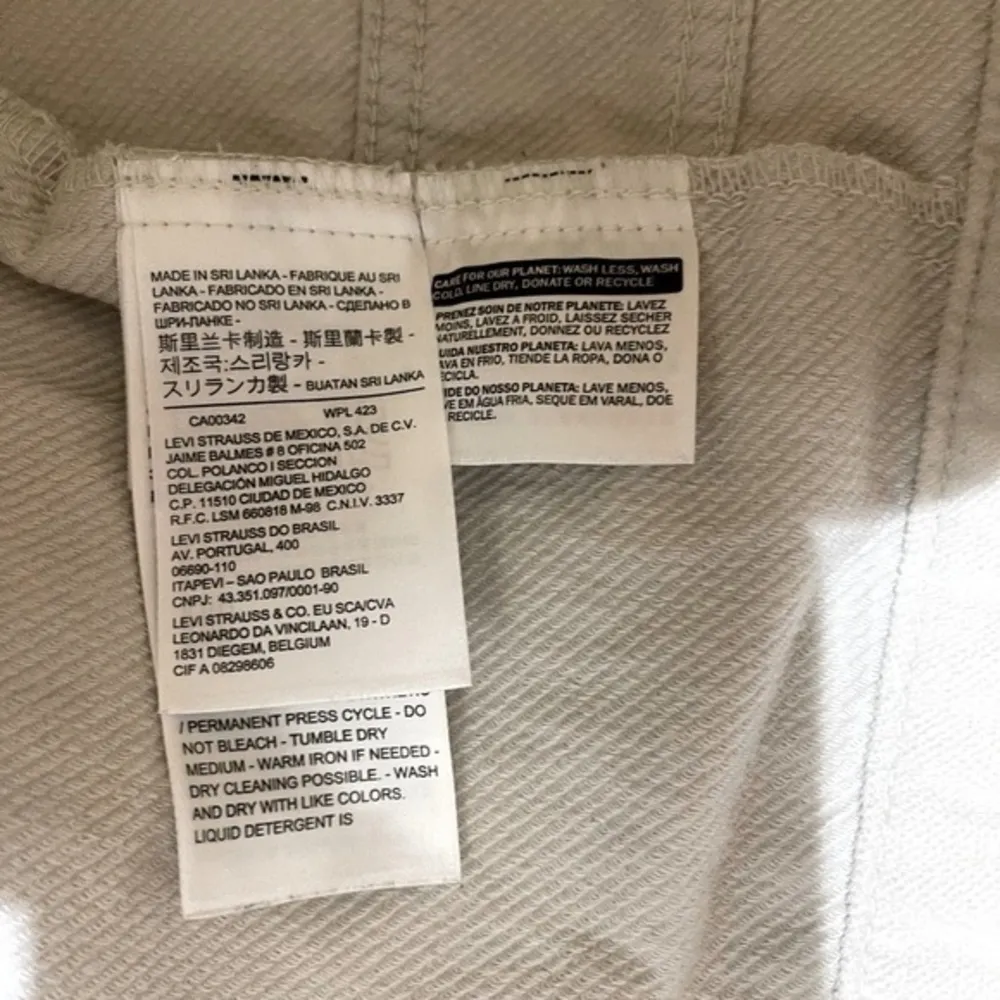 MADE IN SRI LANKA - FABRIQUE AU SRI
LANKA - FABRICADO EN SRI LANKA -
FABRICADO NO SRI LANKA - СДЕЛАНО В
ШРИ-ЛАНКЕ -
斯里兰卡制造 - 斯里蘭卡製 -
제조국:스리랑카 -
スリランカ製 - BUATAN SRI LANKA
CA00342 WPL 423
LEVI STRAUSS DE MEXICO, S.A. DE C.V.
JAIME BALMES # 8 OFICINA 502
COL. POLANCO I SECCION
DELEGACIÓN MIGUEL HIDALGO
C.P. 11510 CIUDAD DE MEXICO
R.F.C. LSM 660818 M-98 C.N.I.V. 3337
LEVI STRAUSS DO BRASIL
AV. PORTUGAL, 400
06690-110
ITAPEVI – SAO PAULO BRASIL
CNPJ: 43.351.097/0001-90
LEVI STRAUSS & CO. EU SCA/CVA
LEONARDO DA VINCILAAN, 19 - D
1831 DIEGEM, BELGIUM
CIF A 08298606
/ PERMANENT PRESS CYCLE - DO
NOT BLEACH - TUMBLE DRY
MEDIUM - WARM IRON IF NEEDED -
DRY CLEANING POSSIBLE. - WASH
AND DRY WITH LIKE COLORS.
LIQUID DETERGENT IS
CARE FOR OUR PLANET: WASH LESS, WASH
COLD, LINE DRY, DONATE OR RECYCLE
PRENEZ SOIN DE NOTRE PLANETE: LAVEZ
MOINS, LAVEZ A FROID, LAISSEZ SECHER
NATURELLEMENT, DONNEZ OU RECYCLEZ
UIDA NUESTRO PLANETA: LAVA MENOS,
AVA EN FRIO, TIENDE LA ROPA, DONA O
ECICLA.
IDE DO NOSSO PLANETA: LAVE MENOS,
VE EM ÁGUA FRIA, SEQUE EM VARAL, DOE
RECICLE.